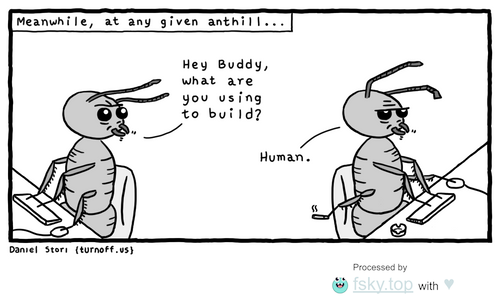 Meanwhile, at any given anthill...
Hey Buddy,
what are
you using
to build?
Human.
Daniel Stori {turnoff.us}
Processed by
fsky.top with ♥